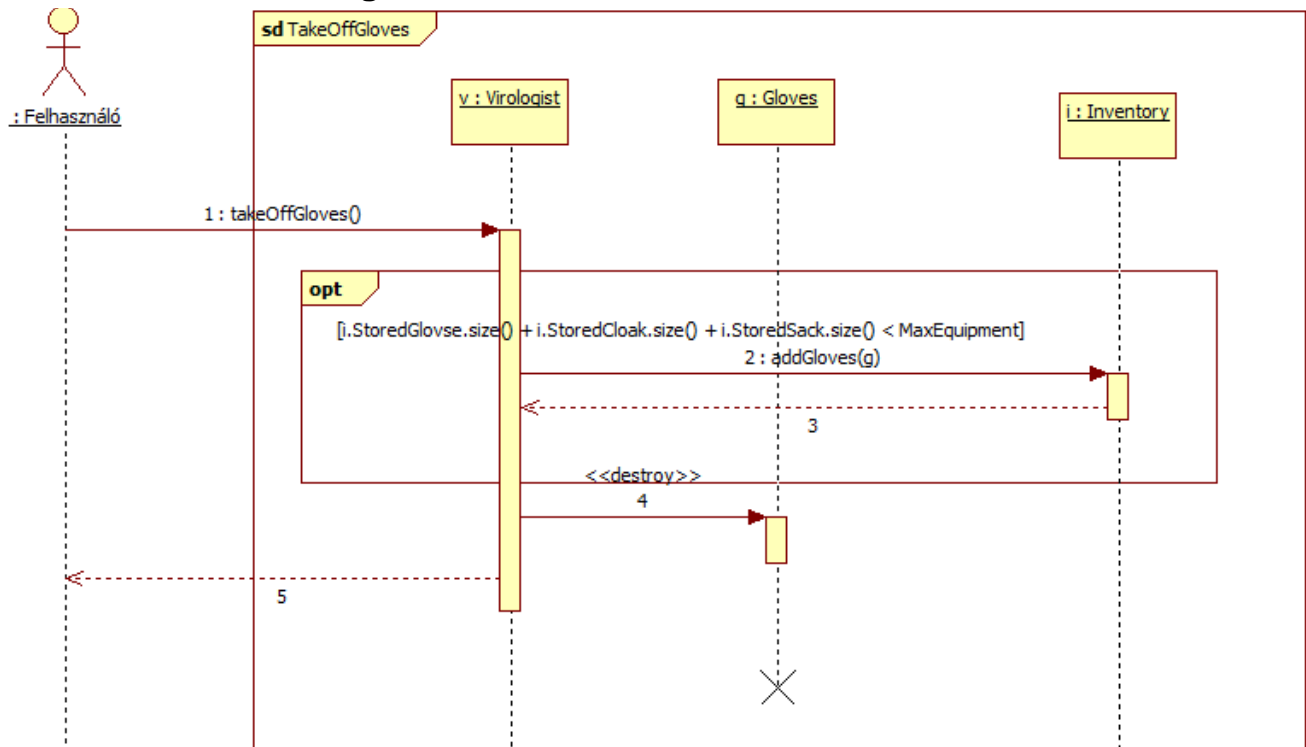 sd TakeOffGloves
: Felhasználó
v : Virologist
g : Gloves
i : Inventory
1 : takeOffGloves()
opt
[i.StoredGlovse.size() + i.StoredCloak.size() + i.StoredSack.size() < MaxEquipment]
2 : addGloves(g)
3
<<destroy>>
4
5